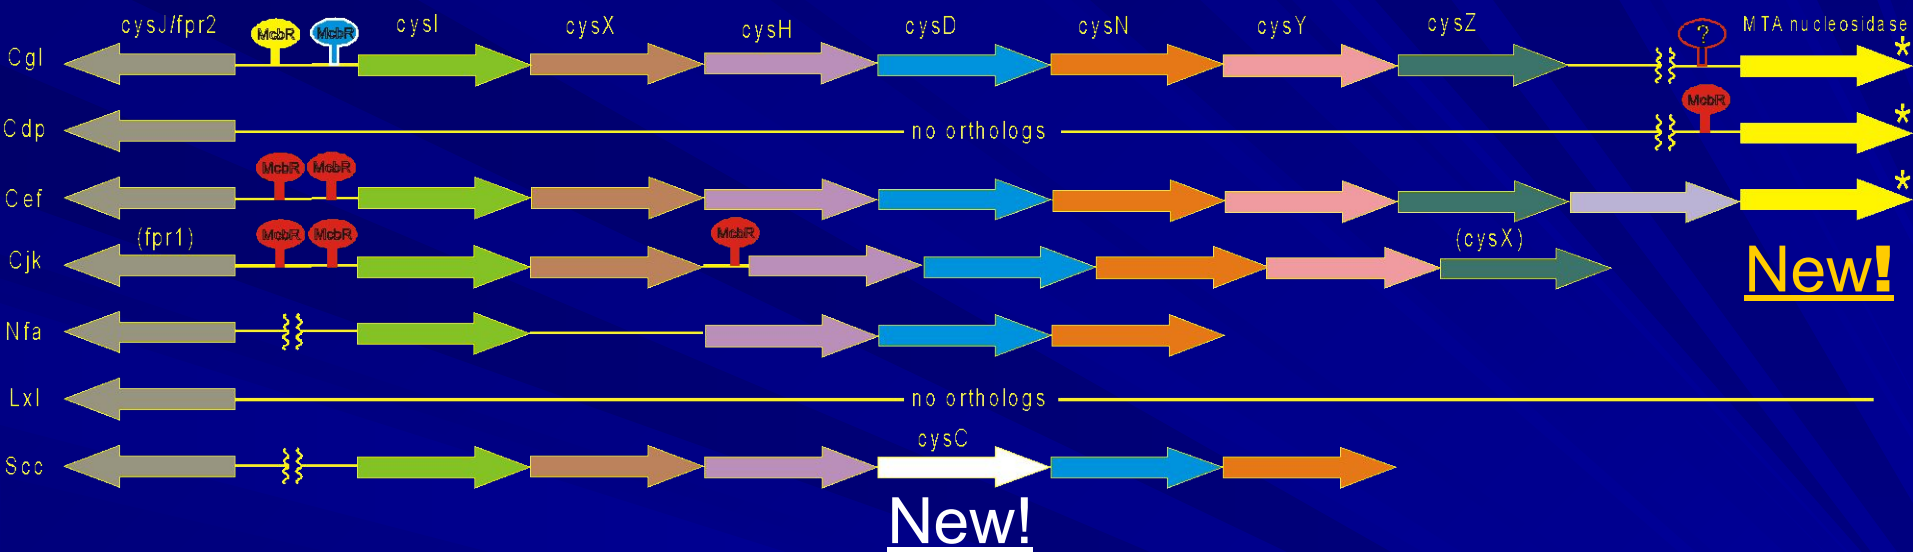 cysJ/fpr2 McbR McbR cysI cysX cysH cysD cysN cysY cysZ ? MTA nucleosidase
Cgl *
McbR
Cdp no orthologs *
McbR McbR
Cef *
(fpr1) McbR McbR McbR (cysX)
Cjk
New!
Nfa
Lxl no orthologs
cysC
Scc
New!